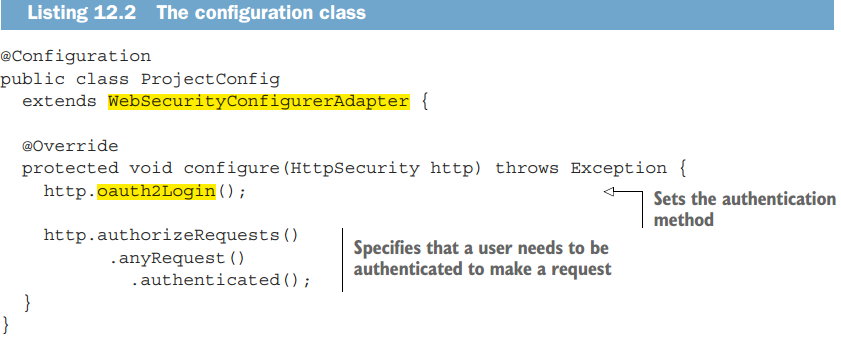 Listing 12.2 The configuration class
@Configuration
public class ProjectConfig
extends WebSecurityConfigurerAdapter {
@Override
protected void configure(HttpSecurity http) throws Exception {
http.oauth2Login();
Sets the authentication
method
http.authorizeRequests()
.anyRequest()
.authenticated();
Specifies that a user needs to be
authenticated to make a request
}
}